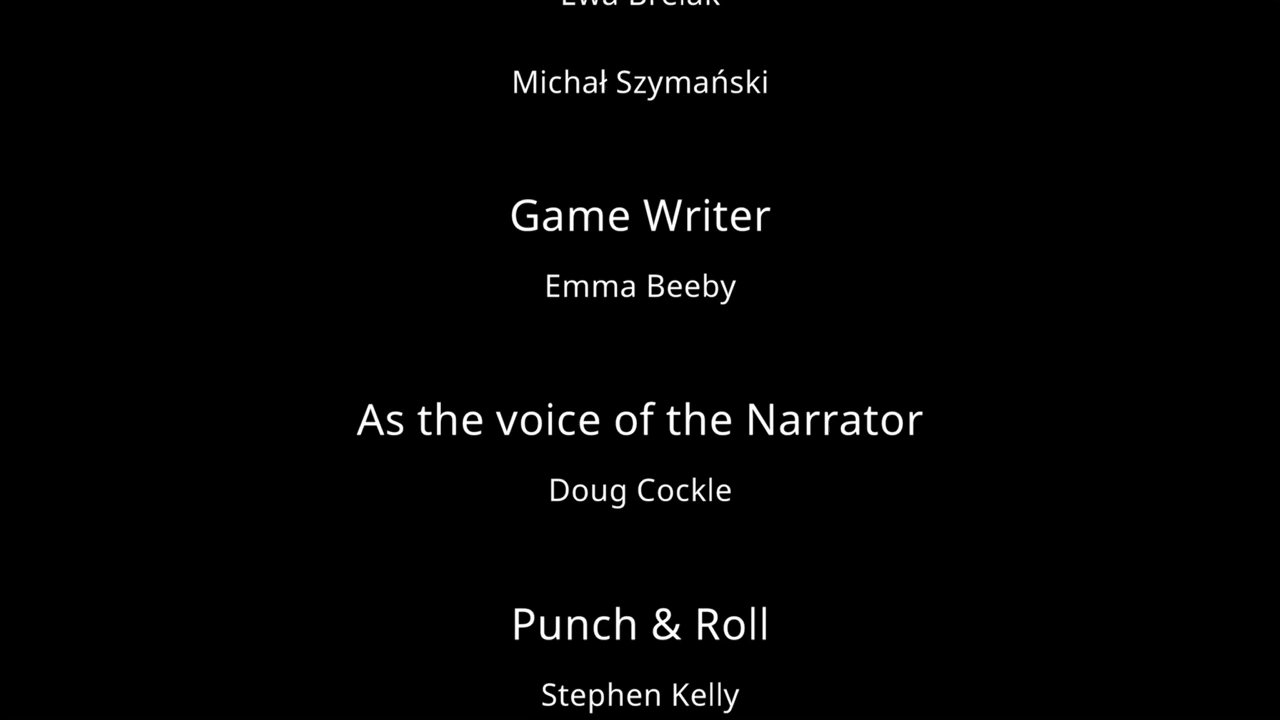 Michał Szymański
Game Writer
Emma Beeby
As the voice of the Narrator
Doug Cockle
Punch & Roll
Stephen Kelly